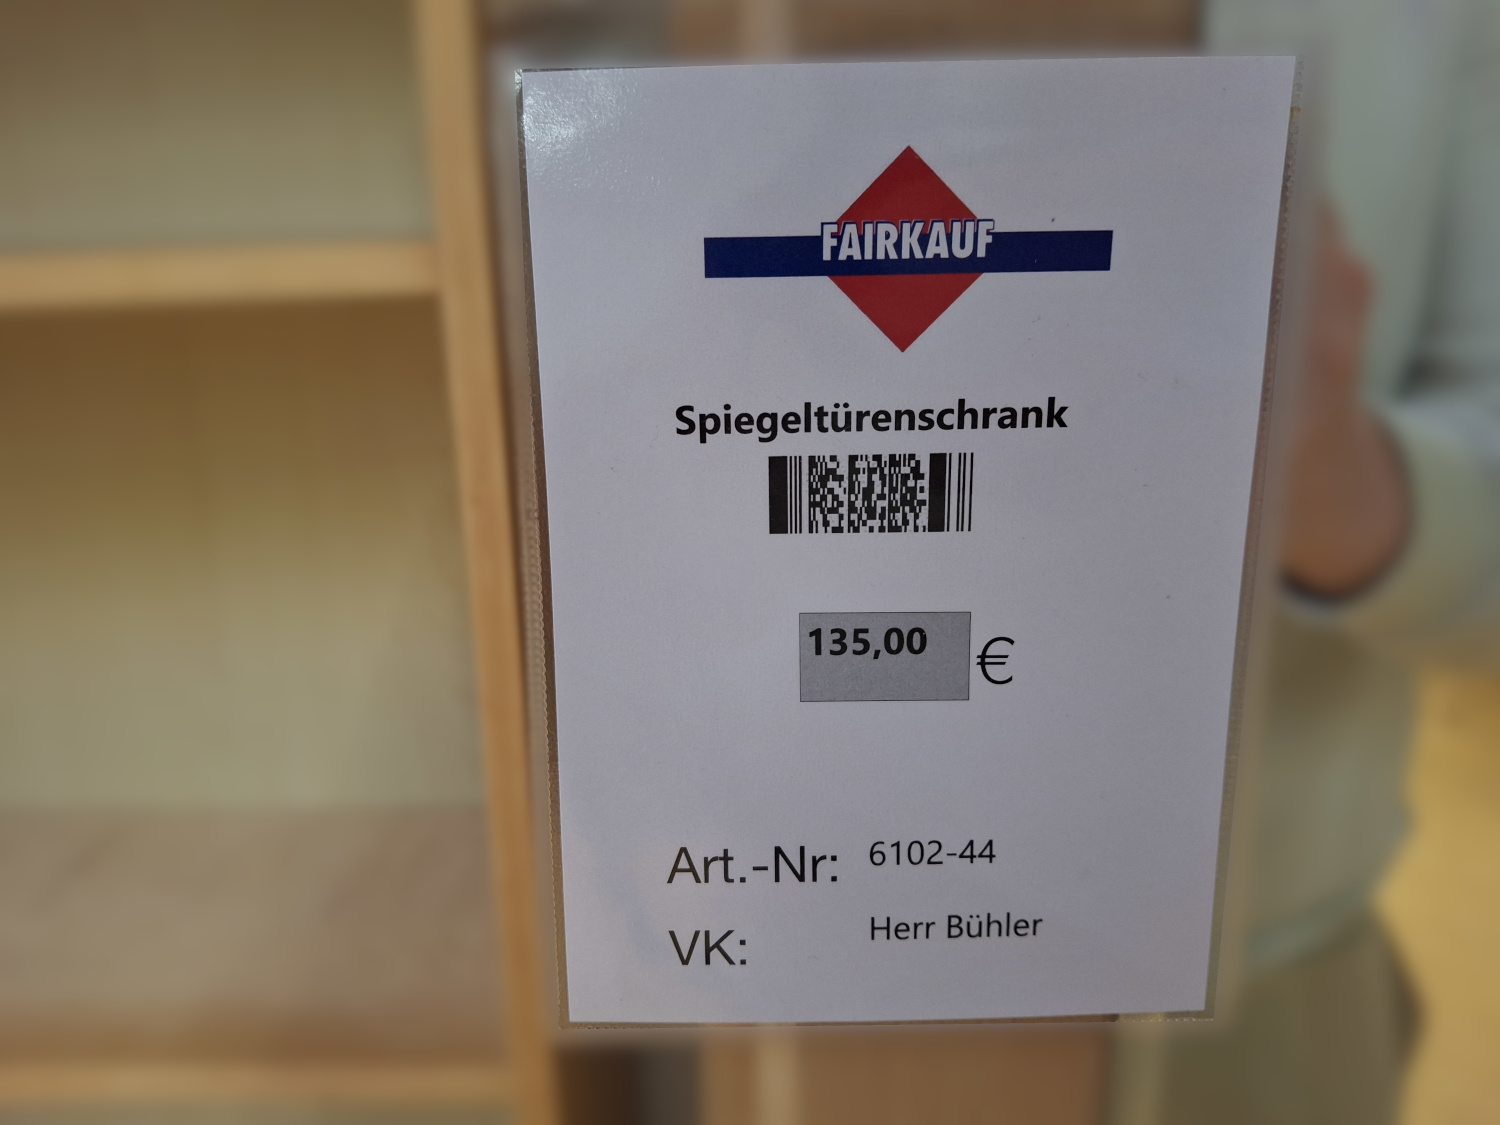 FAIRKAUF
Spiegeltürenschrank
135,00 €
Art.-Nr: 6102-44
VK: Herr Bühler